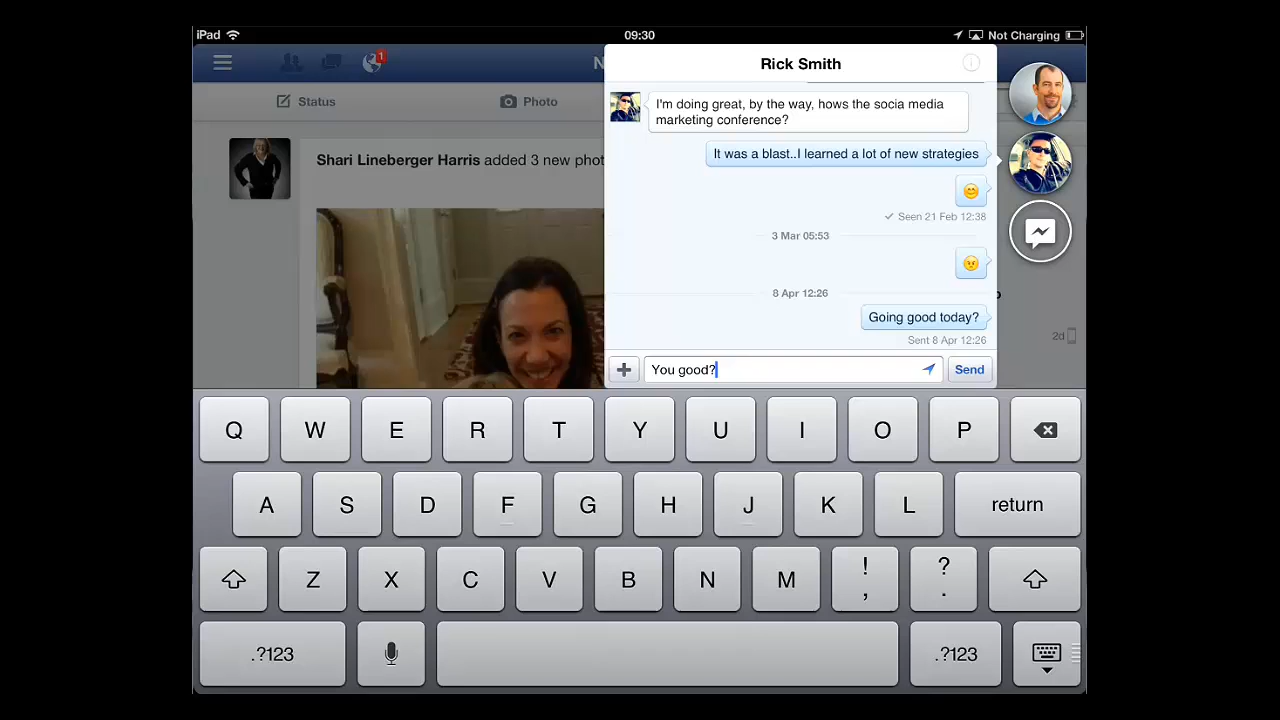 iPad
09:30
Not Charging
1
N
Rick Smith
Status
Photo
I'm doing great, by the way, hows the socia media
marketing conference?
It was a blast..I learned a lot of new strategies
Shari Lineberger Harris added 3 new phot
Seen 21 Feb 12:38
3 Mar 05:53
8 Apr 12:26
Going good today?
Sent 8 Apr 12:26
2d
You good?
Send
Q W E R T Y U I O P
A S D F G H J K L return
Z X C V B N M ! , ? .
.?123 .?123